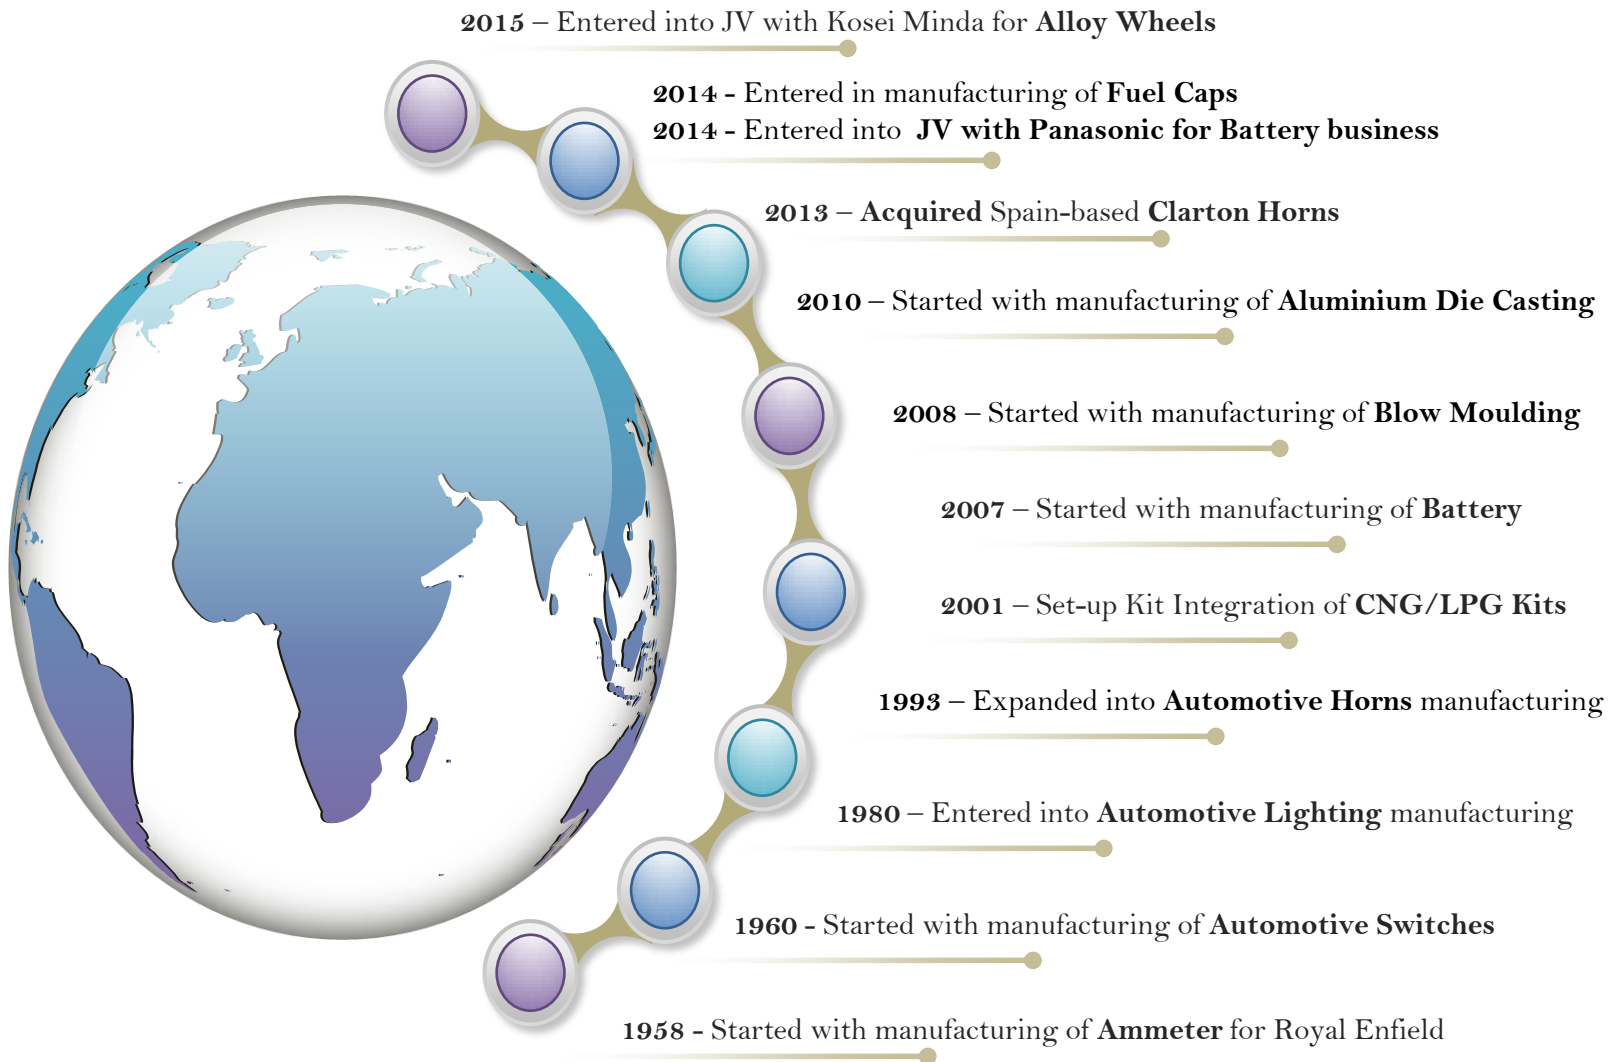 2015 – Entered into JV with Kosei Minda for Alloy Wheels
2014 - Entered in manufacturing of Fuel Caps
2014 - Entered into JV with Panasonic for Battery business
2013 – Acquired Spain-based Clarton Horns
2010 – Started with manufacturing of Aluminium Die Casting
2008 – Started with manufacturing of Blow Moulding
2007 – Started with manufacturing of Battery
2001 – Set-up Kit Integration of CNG/LPG Kits
1993 – Expanded into Automotive Horns manufacturing
1980 – Entered into Automotive Lighting manufacturing
1960 - Started with manufacturing of Automotive Switches
1958 - Started with manufacturing of Ammeter for Royal Enfield